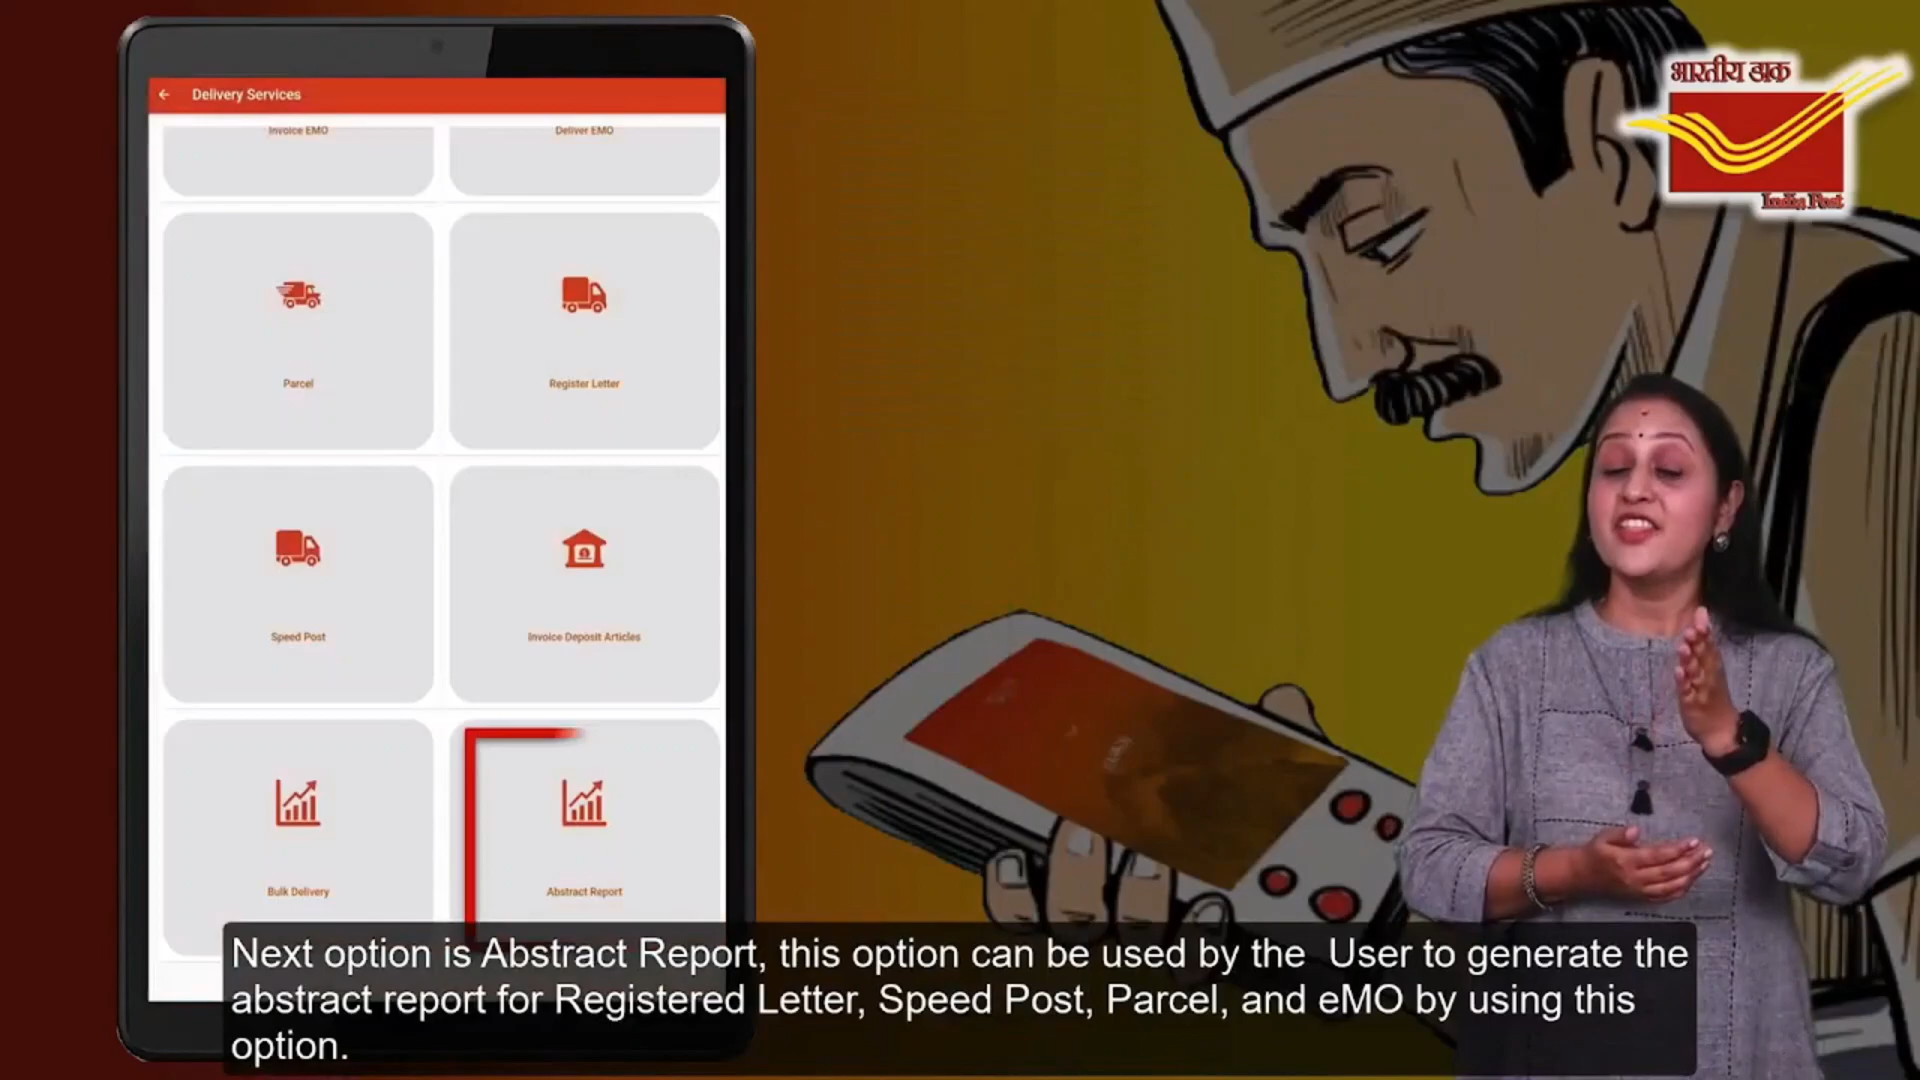 Delivery Services
Invoice EMO
Deliver EMO
Parcel
Register Letter
Speed Post
Invoice Deposit Articles
Bulk Delivery
Abstract Report
भारतीय डाक
India Post
Next option is Abstract Report, this option can be used by the User to generate the
abstract report for Registered Letter, Speed Post, Parcel, and eMO by using this
option.